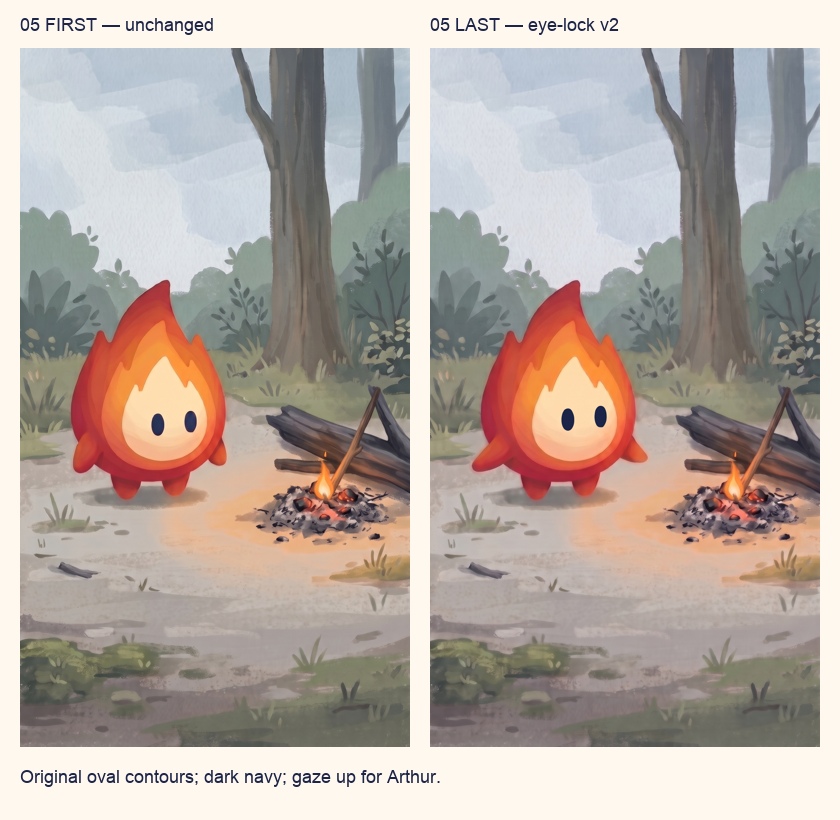 05 FIRST — unchanged
05 LAST — eye-lock v2
Original oval contours; dark navy; gaze up for Arthur.